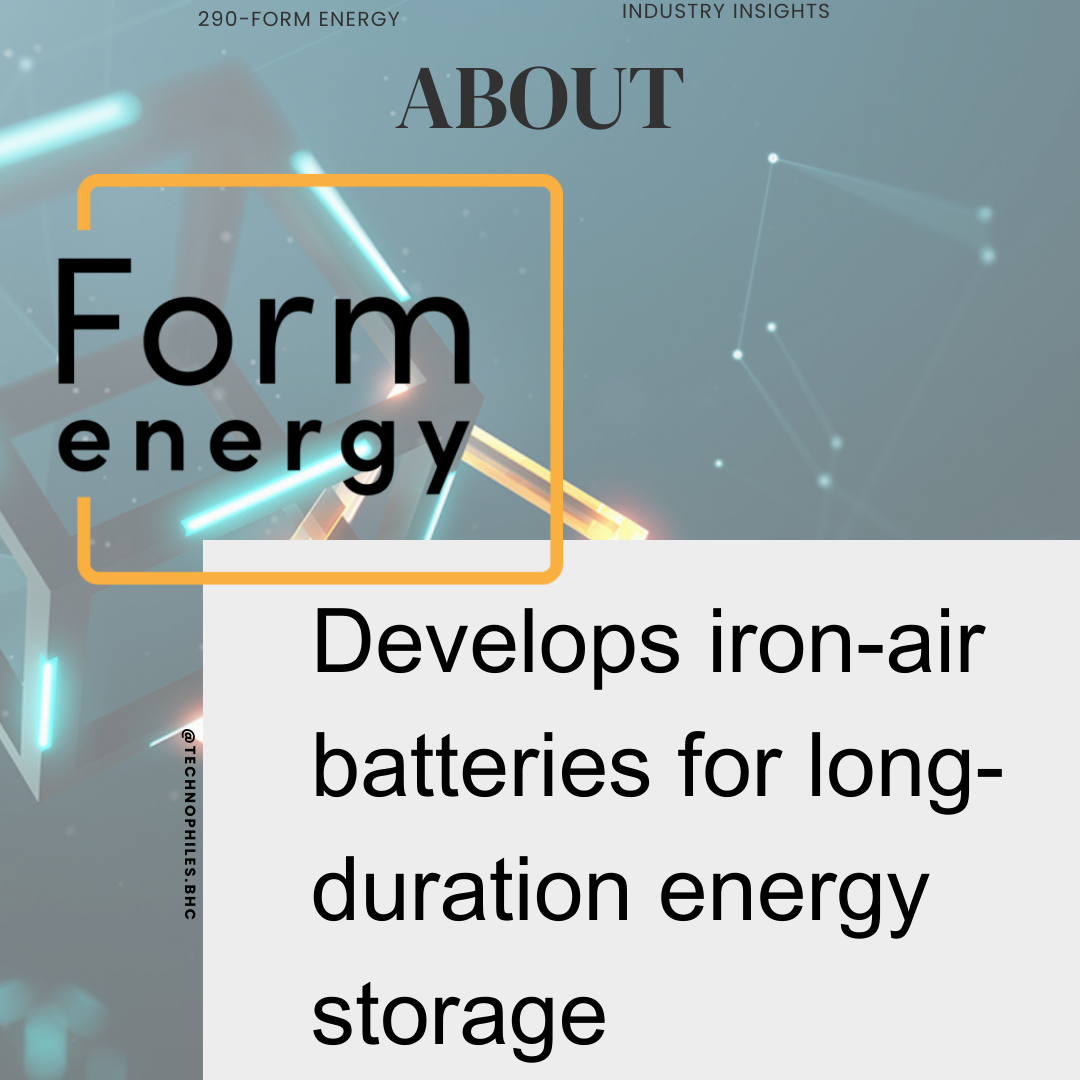 290-FORM ENERGY
INDUSTRY INSIGHTS
ABOUT
Form
energy
Develops iron-air
batteries for long-
duration energy
storage
@TECHNOPHILES.BHC